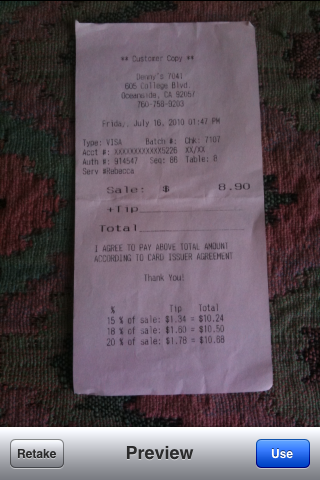 ** Customer Copy **
Denny's 7041
605 College Blvd.
Oceanside, CA 92057
760-758-9203
Friday, July 16, 2010 01:47 PM
Type: VISA Batch #: Chk: 7107
Acct #: XXXXXXXXXXXX5226 XX/XX
Auth #: 914547 Seq: 66 Table: 0
Serv #Rebecca
Sale: $ 8.90
+Tip
Total
I AGREE TO PAY ABOVE TOTAL AMOUNT
ACCORDING TO CARD ISSUER AGREEMENT
Thank You!
% Tip Total
15 % of sale: $1.34 = $10.24
18 % of sale: $1.60 = $10.50
20 % of sale: $1.78 = $10.68
Retake Preview Use